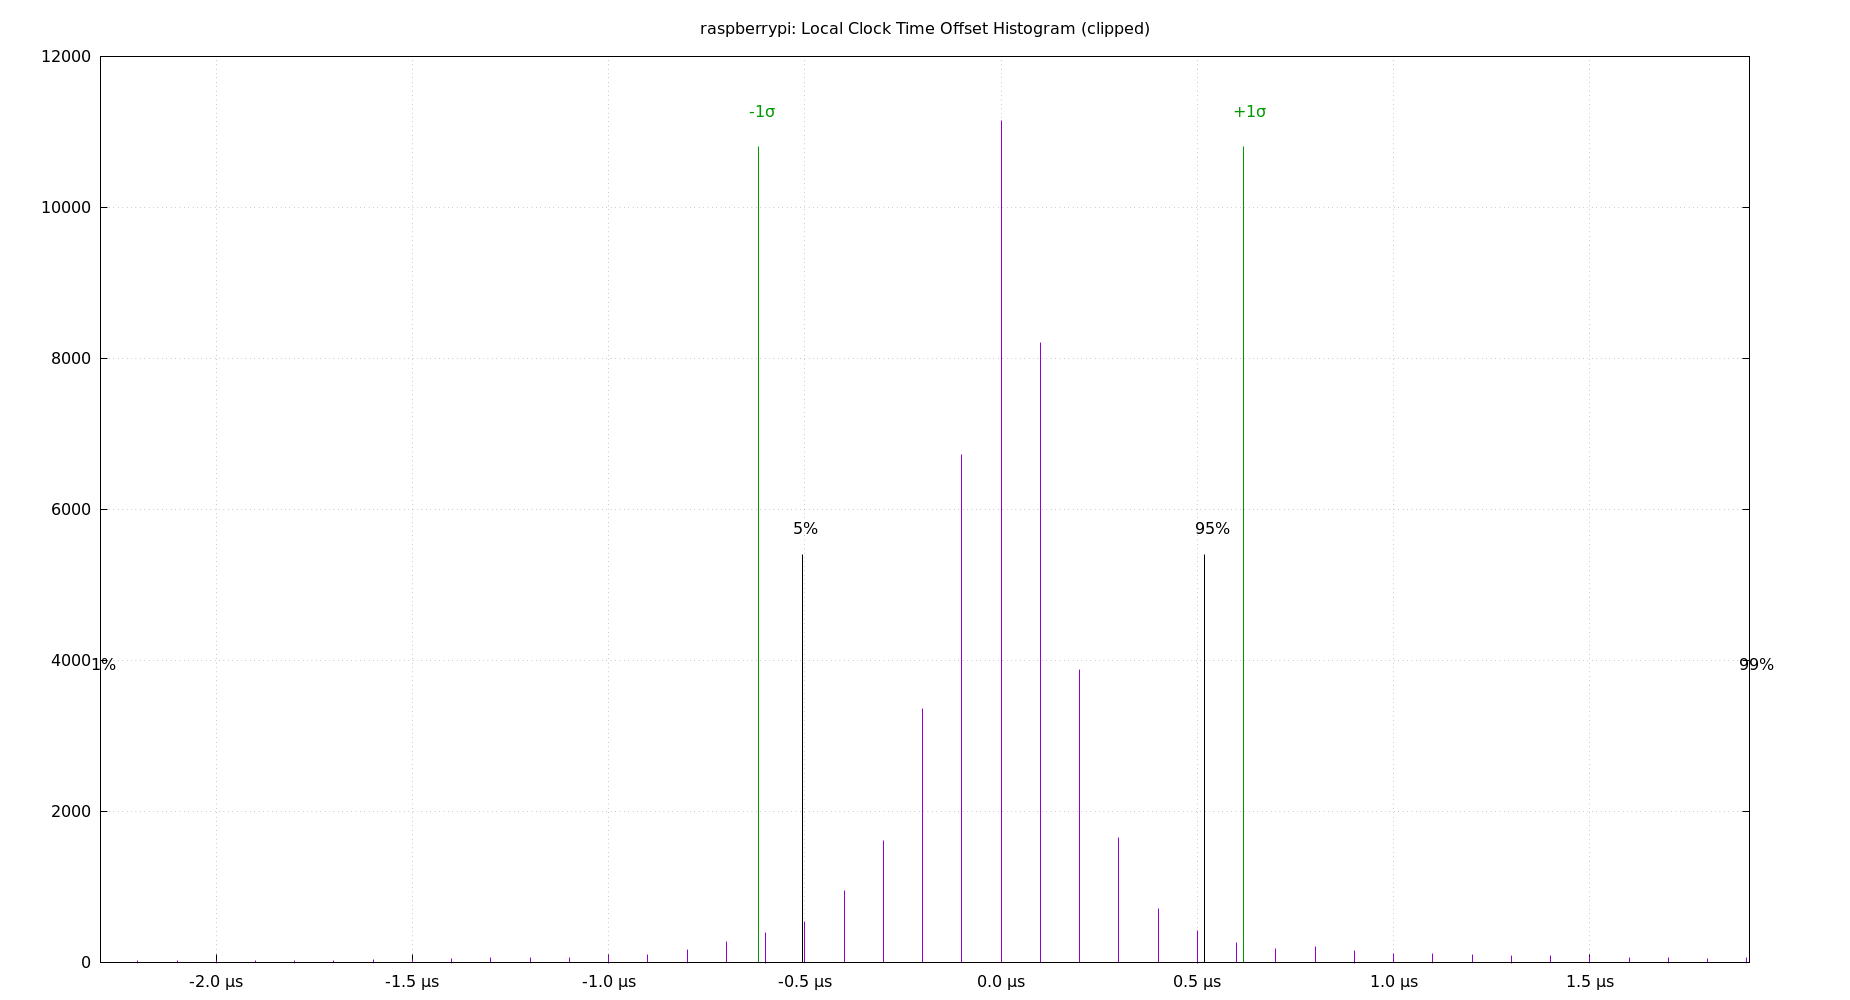 raspberrypi: Local Clock Time Offset Histogram (clipped)
12000
-1σ
+1σ
10000
8000
6000
5%
95%
4000
1%
99%
2000
0
-2.0 µs
-1.5 µs
-1.0 µs
-0.5 µs
0.0 µs
0.5 µs
1.0 µs
1.5 µs